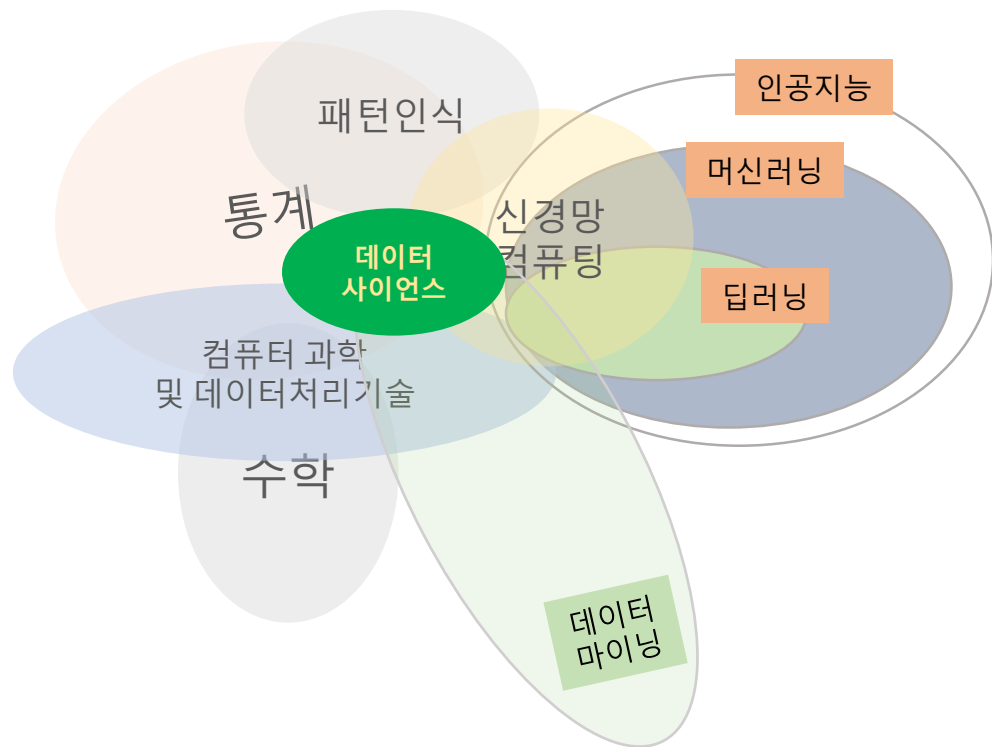 인공지능
패턴인식
머신러닝
통계
신경망
컴퓨팅
데이터
사이언스
딥러닝
컴퓨터 과학
및 데이터처리기술
수학
데이터
마이닝